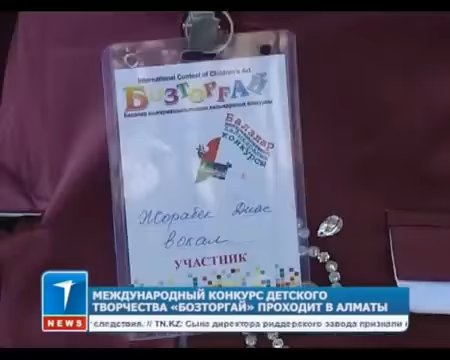 International Contest of Children's Art
БОЗТОРГАЙ
Балалар
конкурсы
Жорабек Диас
вокал
УЧАСТНИК
МЕЖДУНАРОДНЫЙ КОНКУРС ДЕТСКОГО
ТВОРЧЕСТВА «БОЗТОРГАЙ» ПРОХОДИТ В АЛМАТЫ
NEWS
следствия. // TN.KZ: Сына директора риддерского завода признали